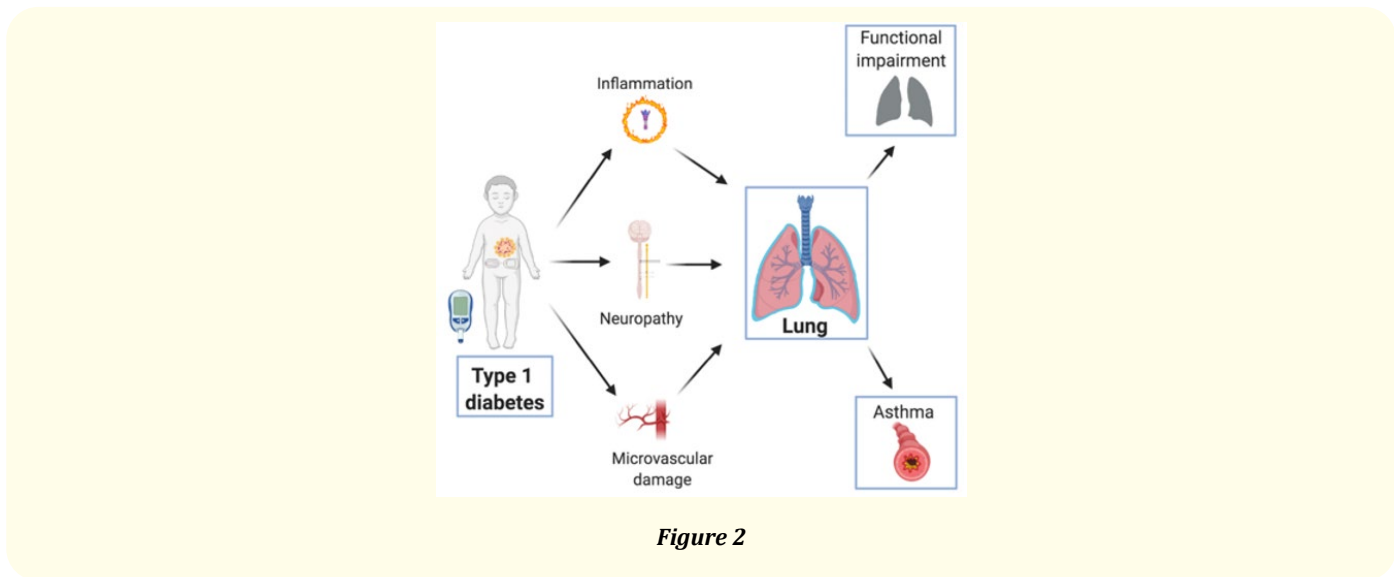 Functional
impairment
Inflammation
Neuropathy
Lung
Type 1
diabetes
Asthma
Microvascular
damage
Figure 2